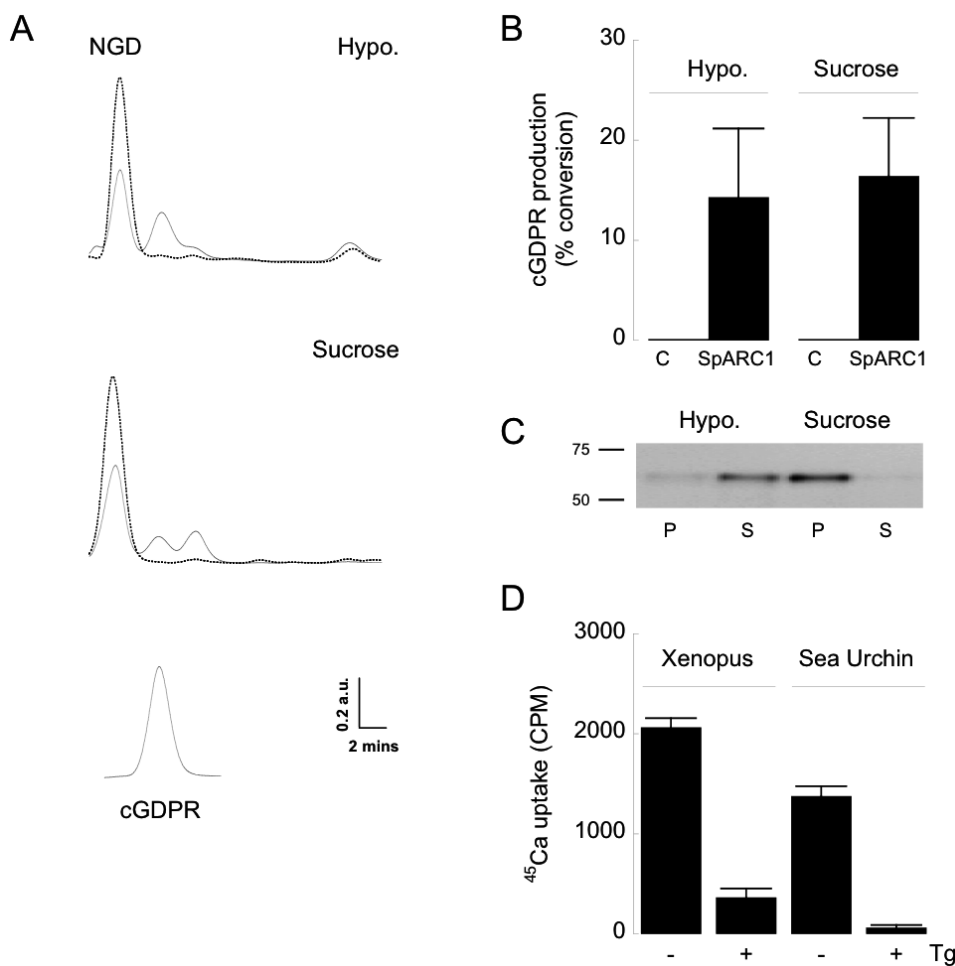 A
NGD
Hypo.
Sucrose
0.2 a.u.
2 mins
cGDPR
B
cGDPR production
(% conversion)
30
20
10
0
Hypo.
Sucrose
C
SpARC1
C
SpARC1
C
Hypo.
Sucrose
75
50
P
S
P
S
D
⁴⁵Ca uptake (CPM)
3000
2000
1000
0
Xenopus
Sea Urchin
-
+
-
+
Tg